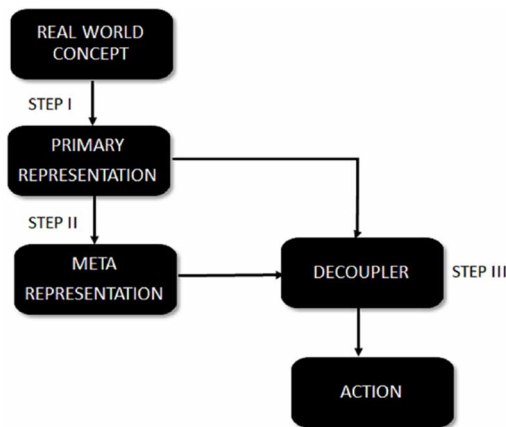 REAL WORLD
CONCEPT
STEP I
PRIMARY
REPRESENTATION
STEP II
META
REPRESENTATION
DECOUPLER
STEP III
ACTION